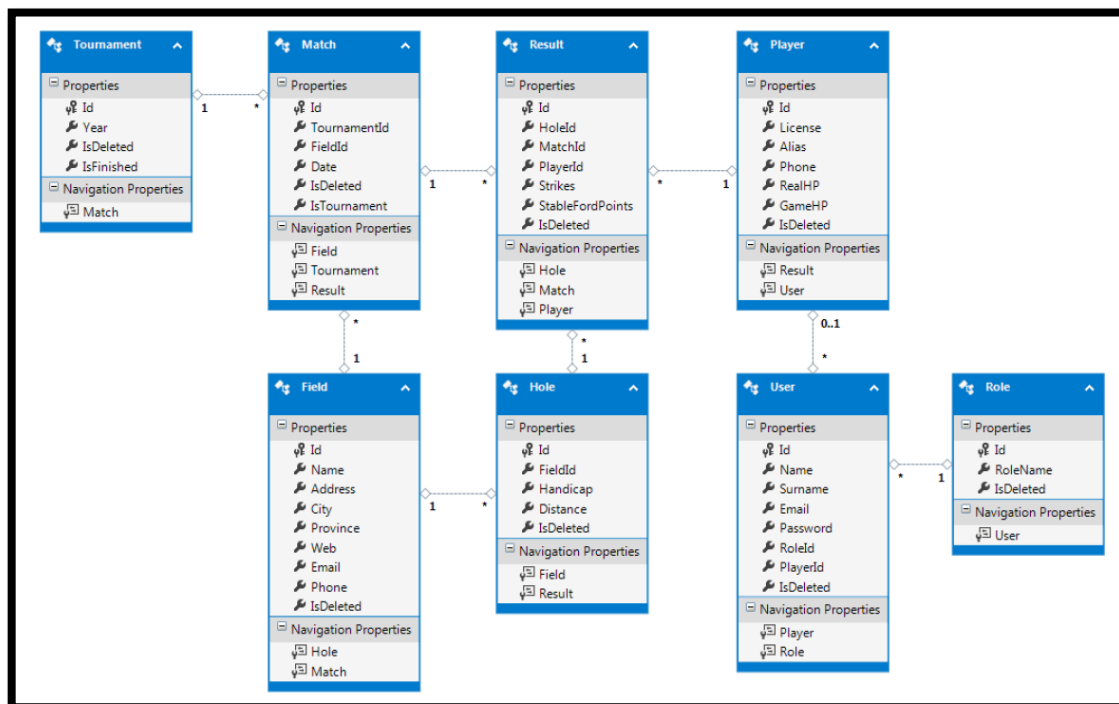 Tournament
Properties
Id
Year
IsDeleted
IsFinished
Navigation Properties
Match
1
*
Match
Properties
Id
TournamentId
FieldId
Date
IsDeleted
IsTournament
Navigation Properties
Field
Tournament
Result
1
*
Result
Properties
Id
HoleId
MatchId
PlayerId
Strikes
StableFordPoints
IsDeleted
Navigation Properties
Hole
Match
Player
*
1
Player
Properties
Id
License
Alias
Phone
RealHP
GameHP
IsDeleted
Navigation Properties
Result
User
*
1
*
1
0..1
*
Field
Properties
Id
Name
Address
City
Province
Web
Email
Phone
IsDeleted
Navigation Properties
Hole
Match
1
*
Hole
Properties
Id
FieldId
Handicap
Distance
IsDeleted
Navigation Properties
Field
Result
User
Properties
Id
Name
Surname
Email
Password
RoleId
PlayerId
IsDeleted
Navigation Properties
Player
Role
*
1
Role
Properties
Id
RoleName
IsDeleted
Navigation Properties
User